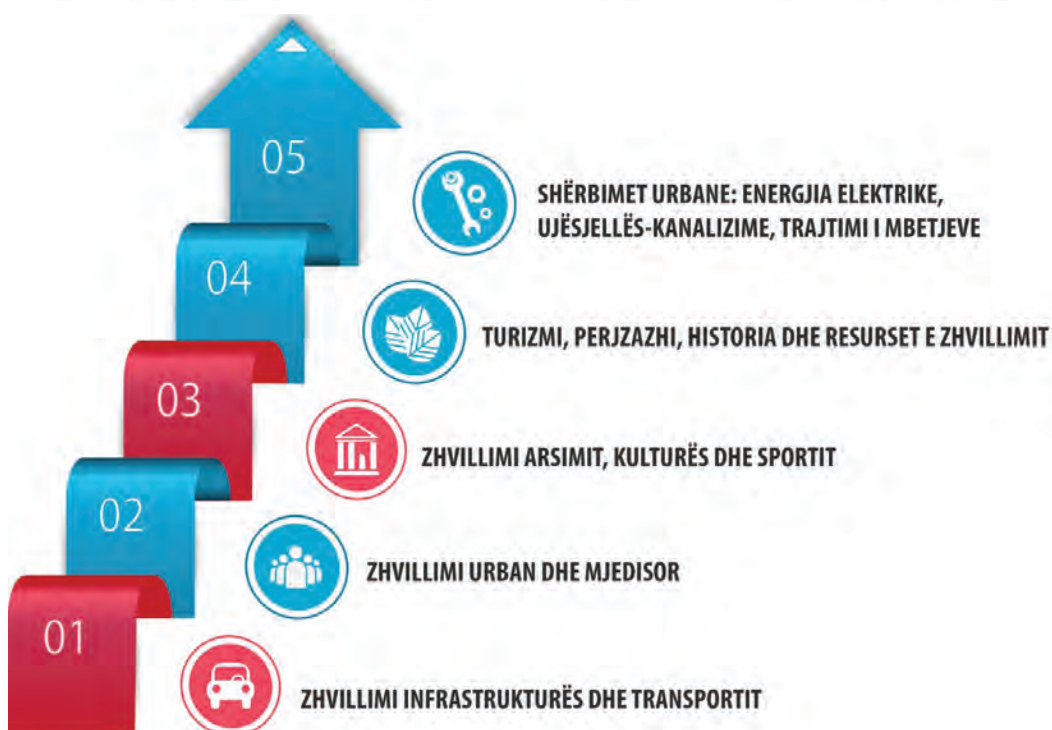 05
SHËRBIMET URBANE: ENERGJIA ELEKTRIKE,
UJËSJELLËS-KANALIZIME, TRAJTIMI I MBETJEVE
04
TURIZMI, PERJZAZHI, HISTORIA DHE RESURSET E ZHVILLIMIT
03
ZHVILLIMI ARSIMIT, KULTURËS DHE SPORTIT
02
ZHVILLIMI URBAN DHE MJEDISOR
01
ZHVILLIMI INFRASTRUKTURËS DHE TRANSPORTIT